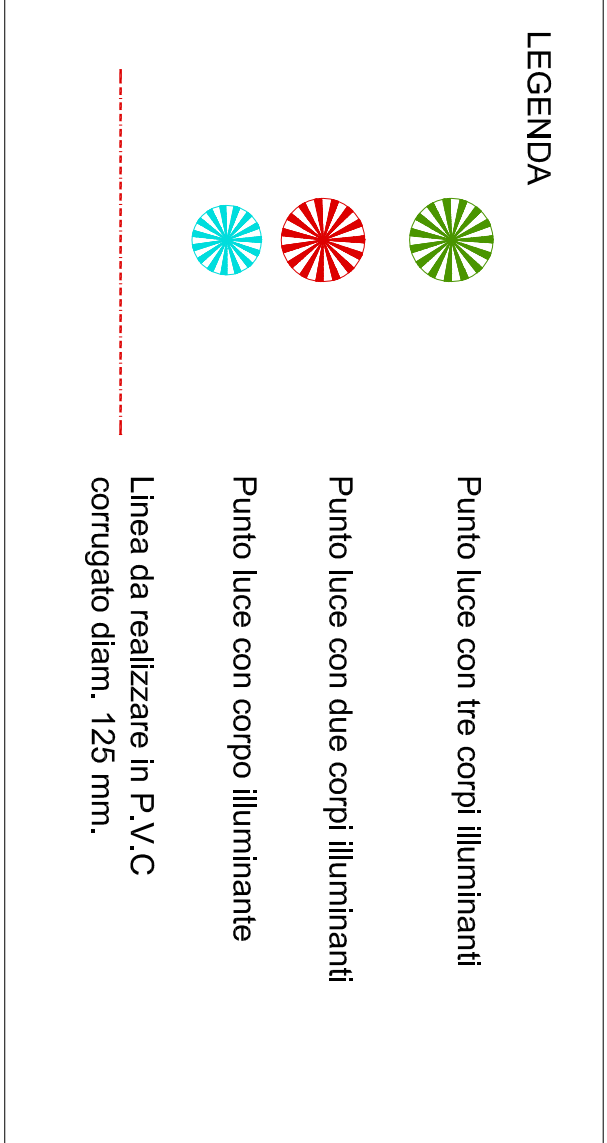 LEGENDA
Punto luce con tre corpi illuminanti
Punto luce con due corpi illuminanti
Punto luce con corpo illuminante
Linea da realizzare in P.V.C
corrugato diam. 125 mm.